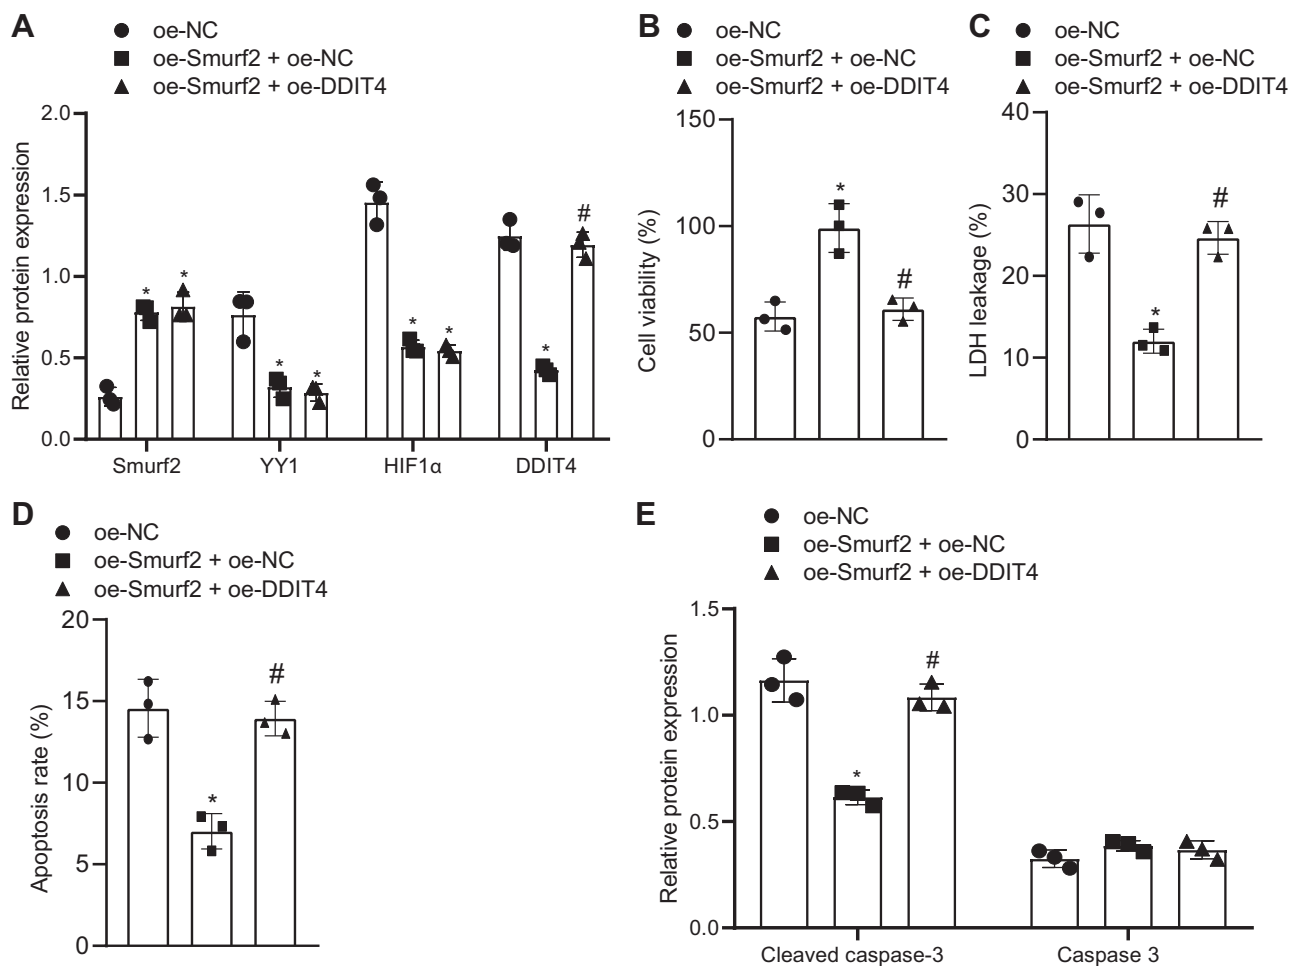 A
oe-NC
oe-Smurf2 + oe-NC
oe-Smurf2 + oe-DDIT4
Relative protein expression
2.0
1.5
1.0
0.5
0.0
* * * * * * * #
Smurf2 YY1 HIF1α DDIT4
B
oe-NC
oe-Smurf2 + oe-NC
oe-Smurf2 + oe-DDIT4
Cell viability (%)
150
100
50
0
* #
C
oe-NC
oe-Smurf2 + oe-NC
oe-Smurf2 + oe-DDIT4
LDH leakage (%)
40
30
20
10
0
* #
D
oe-NC
oe-Smurf2 + oe-NC
oe-Smurf2 + oe-DDIT4
Apoptosis rate (%)
20
15
10
5
0
* #
E
oe-NC
oe-Smurf2 + oe-NC
oe-Smurf2 + oe-DDIT4
Relative protein expression
1.5
1.0
0.5
0.0
* #
Cleaved caspase-3 Caspase 3